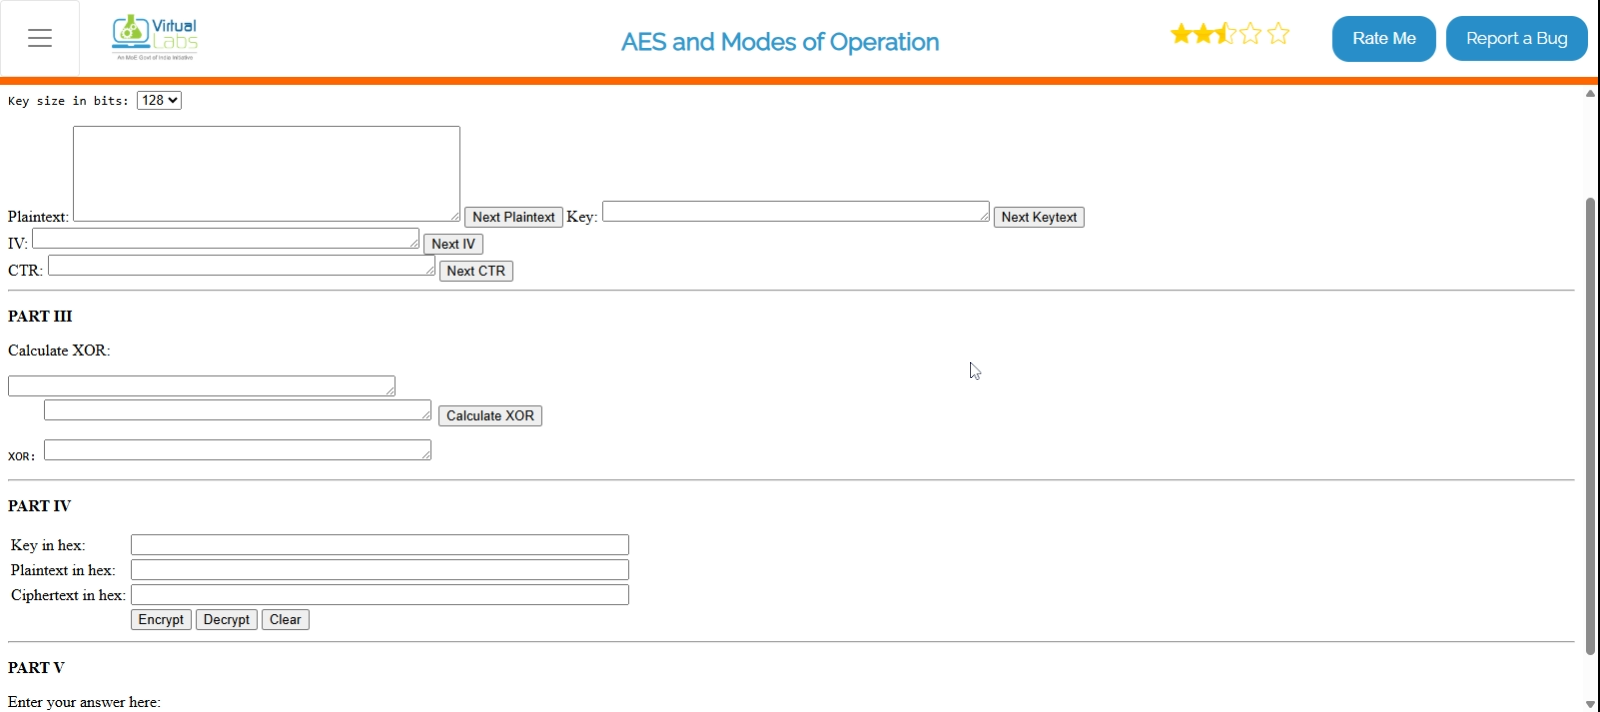 Virtual
Labs
An MoE Govt of India Initiative
AES and Modes of Operation
Rate Me
Report a Bug
Key size in bits: 128
Plaintext: Next Plaintext Key: Next Keytext
IV: Next IV
CTR: Next CTR
PART III
Calculate XOR:
Calculate XOR
XOR:
PART IV
Key in hex:
Plaintext in hex:
Ciphertext in hex:
Encrypt Decrypt Clear
PART V
Enter your answer here: